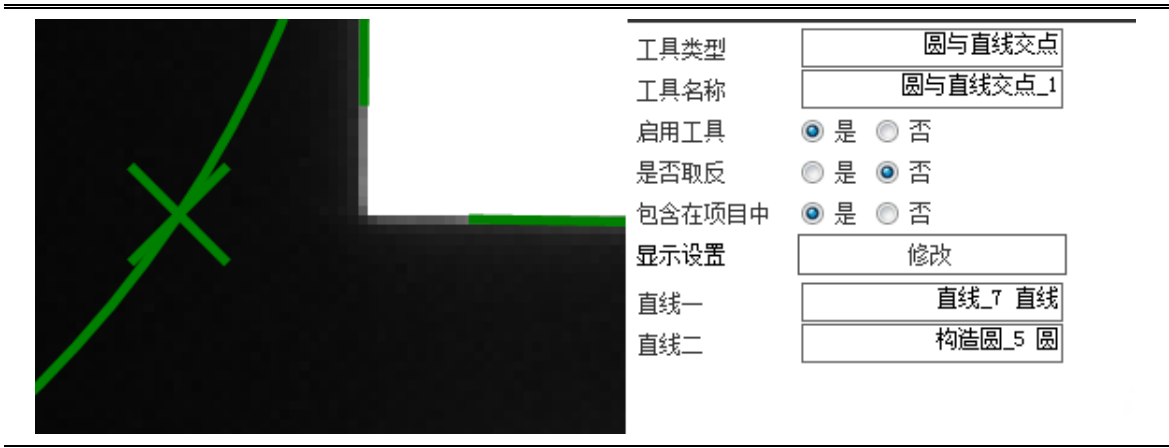 工具类型 圆与直线交点
工具名称 圆与直线交点_1
启用工具 是 否
是否取反 是 否
包含在项目中 是 否
显示设置 修改
直线一 直线_7 直线
直线二 构造圆_5 圆